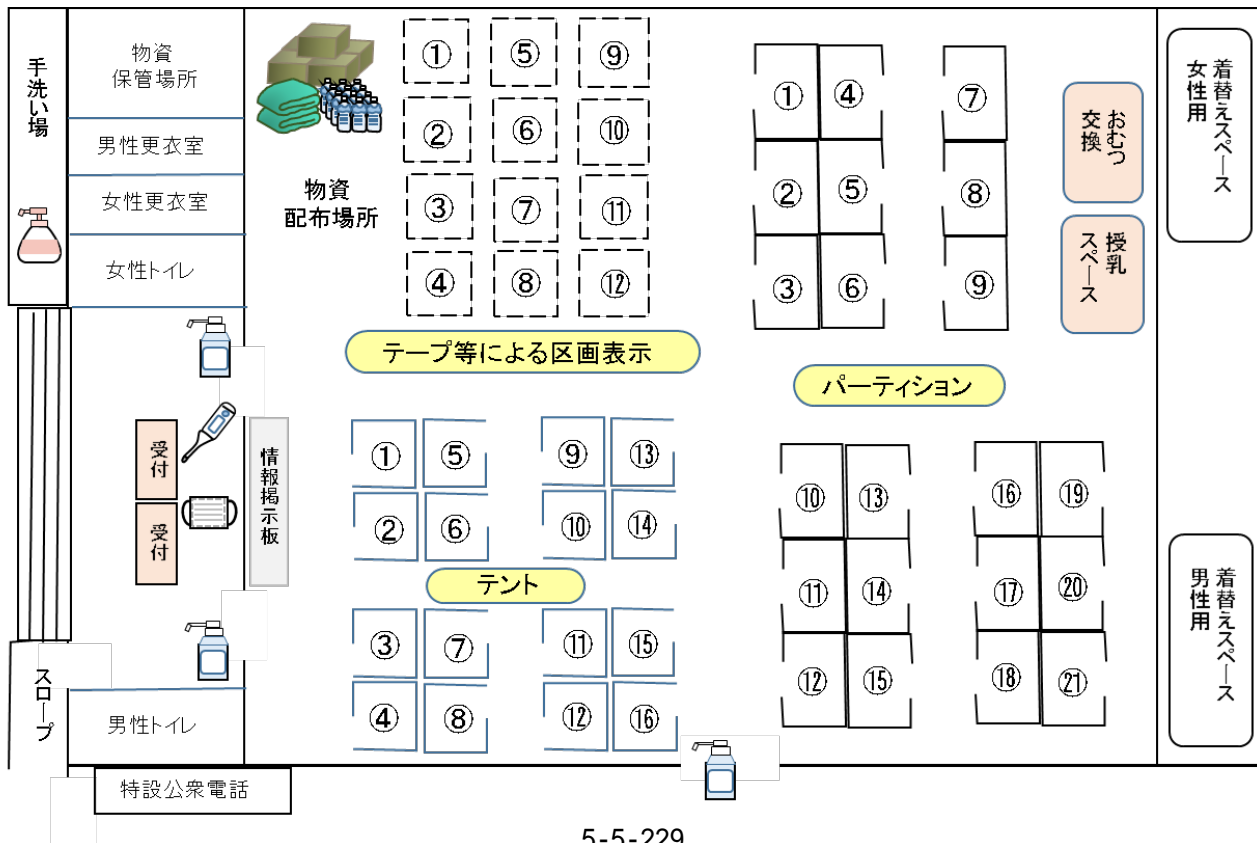 手洗い場
物資
保管場所
男性更衣室
女性更衣室
女性トイレ
物資
配布場所
①
⑤
⑨
②
⑥
⑩
③
⑦
⑪
④
⑧
⑫
テープ等による区画表示
①
④
⑦
②
⑤
⑧
③
⑥
⑨
パーティション
おむつ
交換
授乳
スペース
着替えスペース
女性用
受付
受付
情報掲示板
①
⑤
⑨
⑬
②
⑥
⑩
⑭
テント
③
⑦
⑪
⑮
④
⑧
⑫
⑯
⑩
⑬
⑯
⑲
⑪
⑭
⑰
⑳
⑫
⑮
⑱
㉑
着替えスペース
男性用
スロープ
男性トイレ
特設公衆電話
5-5-229